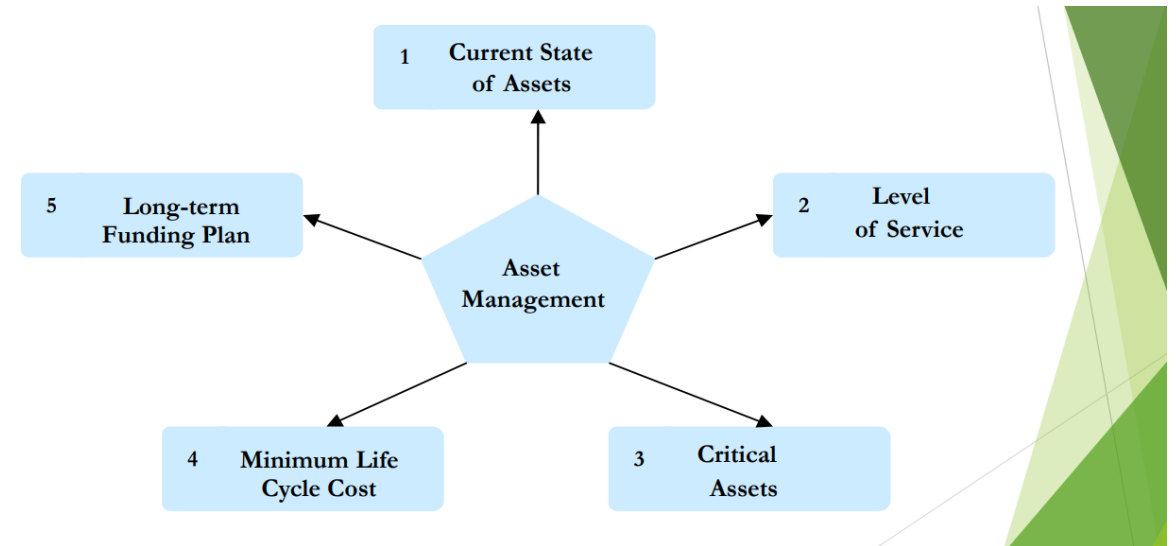 1 Current State
of Assets
5 Long-term
Funding Plan
2 Level
of Service
Asset
Management
4 Minimum Life
Cycle Cost
3 Critical
Assets